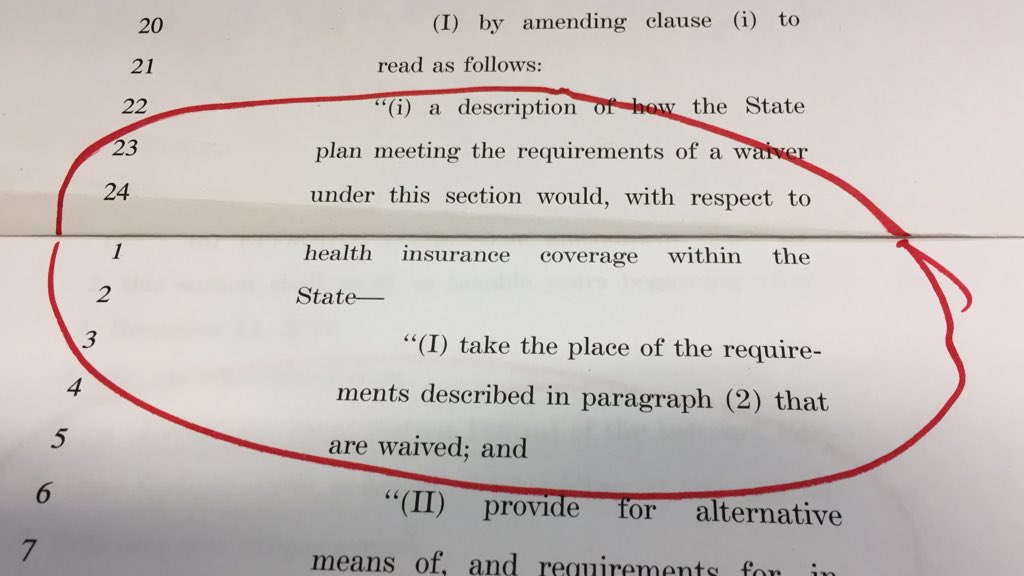 20 (I) by amending clause (i) to
21 read as follows:
22 “(i) a description of how the State
23 plan meeting the requirements of a waiver
24 under this section would, with respect to
1 health insurance coverage within the
2 State—
3 “(I) take the place of the require-
4 ments described in paragraph (2) that
5 are waived; and
6 “(II) provide for alternative
7 means of, and requirements for, in